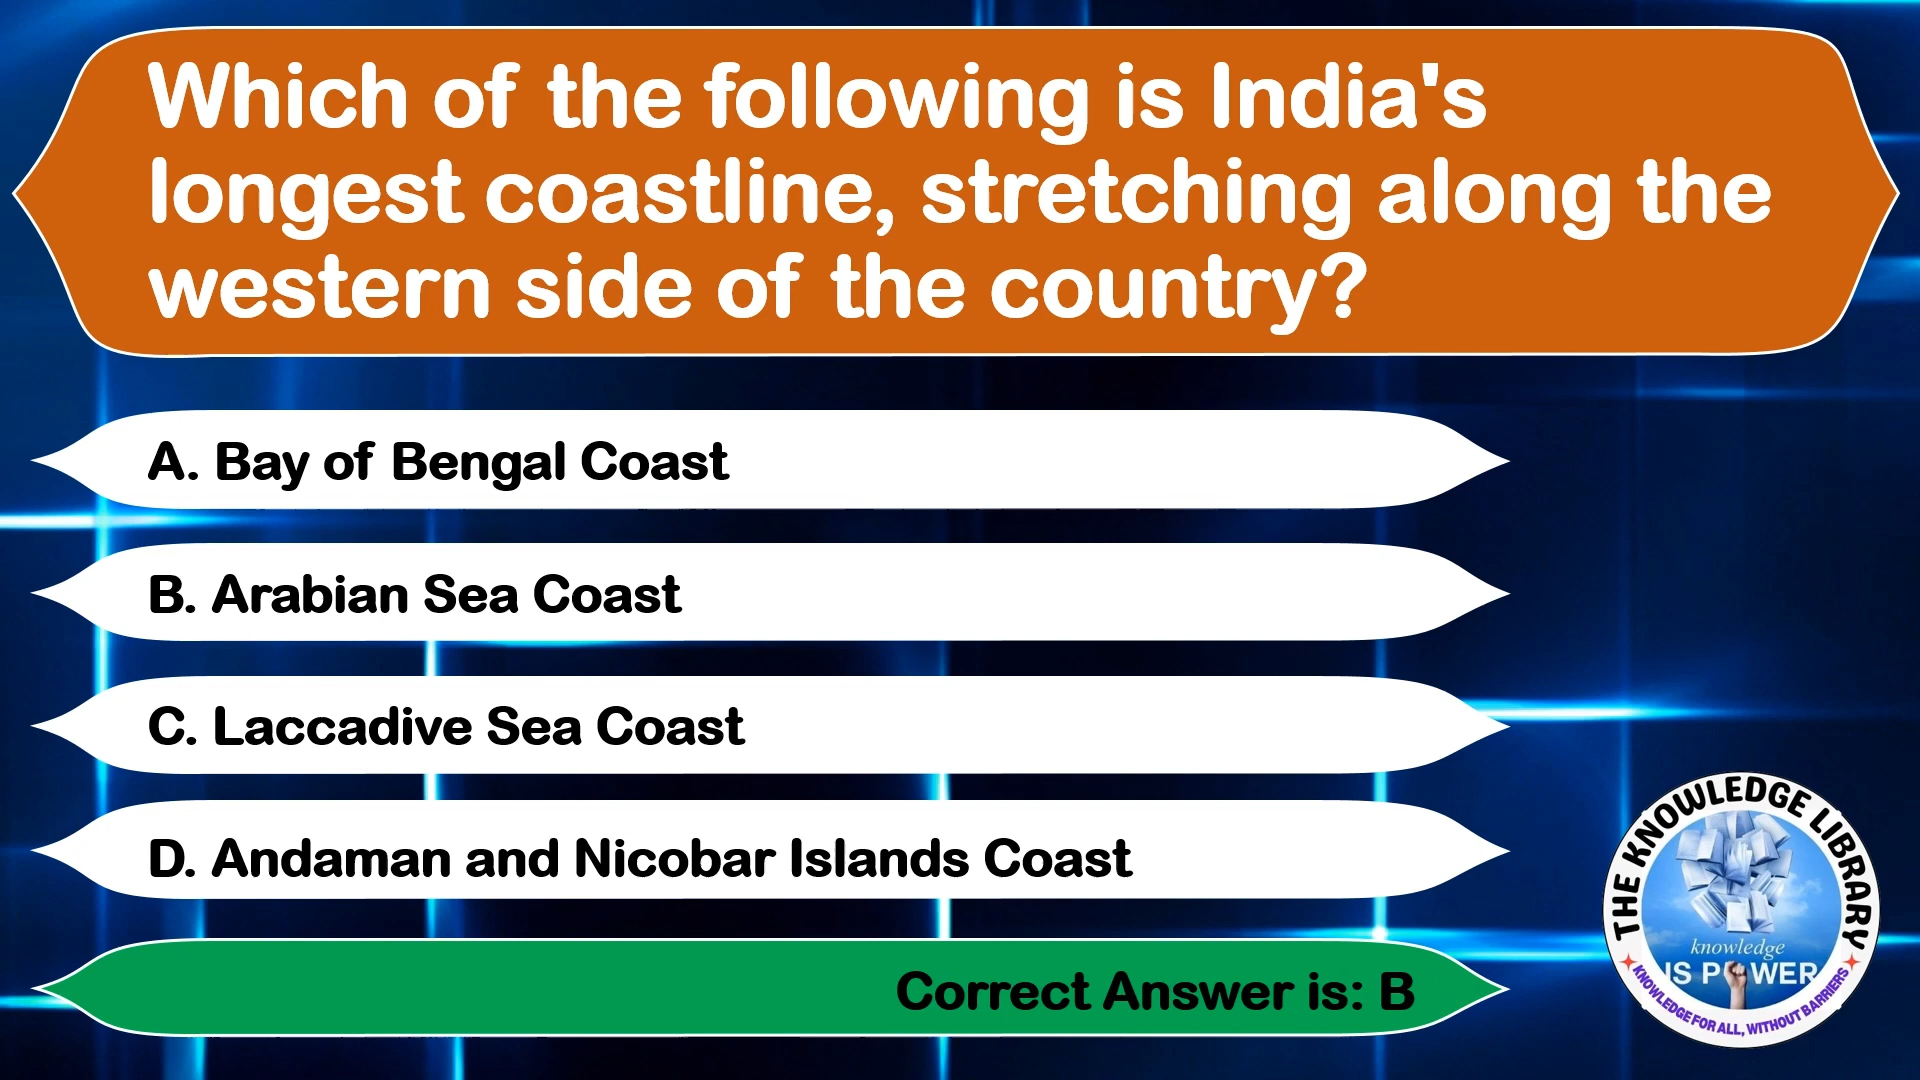 Which of the following is India's
longest coastline, stretching along the
western side of the country?
A. Bay of Bengal Coast
B. Arabian Sea Coast
C. Laccadive Sea Coast
D. Andaman and Nicobar Islands Coast
Correct Answer is: B
THE KNOWLEDGE LIBRARY
knowledge
IS POWER
KNOWLEDGE FOR ALL, WITHOUT BARRIERS